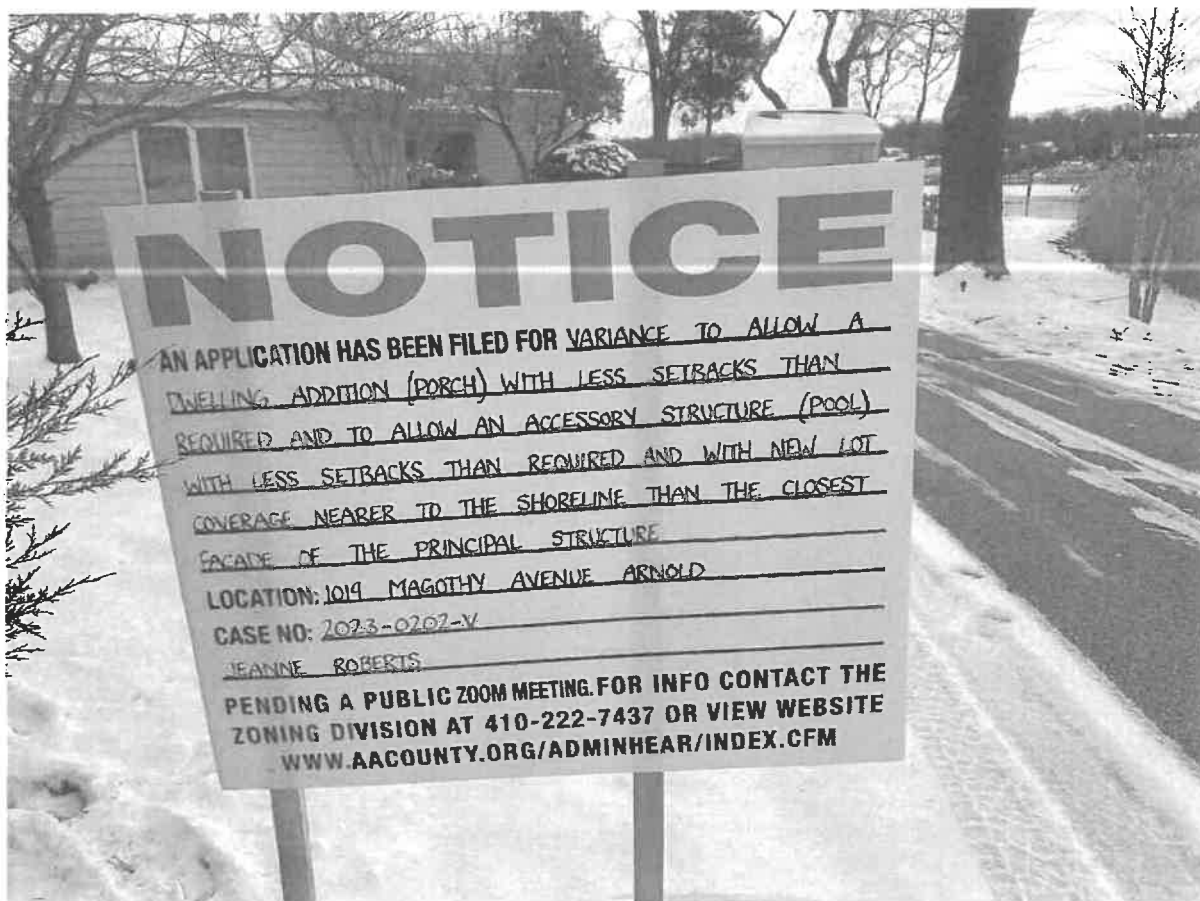 NOTICE
AN APPLICATION HAS BEEN FILED FOR VARIANCE TO ALLOW A
DWELLING ADDITION (PORCH) WITH LESS SETBACKS THAN
REQUIRED AND TO ALLOW AN ACCESSORY STRUCTURE (POOL)
WITH LESS SETBACKS THAN REQUIRED AND WITH NEW LOT
COVERAGE NEARER TO THE SHORELINE THAN THE CLOSEST
FACADE OF THE PRINCIPAL STRUCTURE
LOCATION: 1019 MAGOTHY AVENUE ARNOLD
CASE NO: 2023-0202-V
JEANNE ROBERTS
PENDING A PUBLIC ZOOM MEETING. FOR INFO CONTACT THE
ZONING DIVISION AT 410-222-7437 OR VIEW WEBSITE
WWW.AACOUNTY.ORG/ADMINHEAR/INDEX.CFM